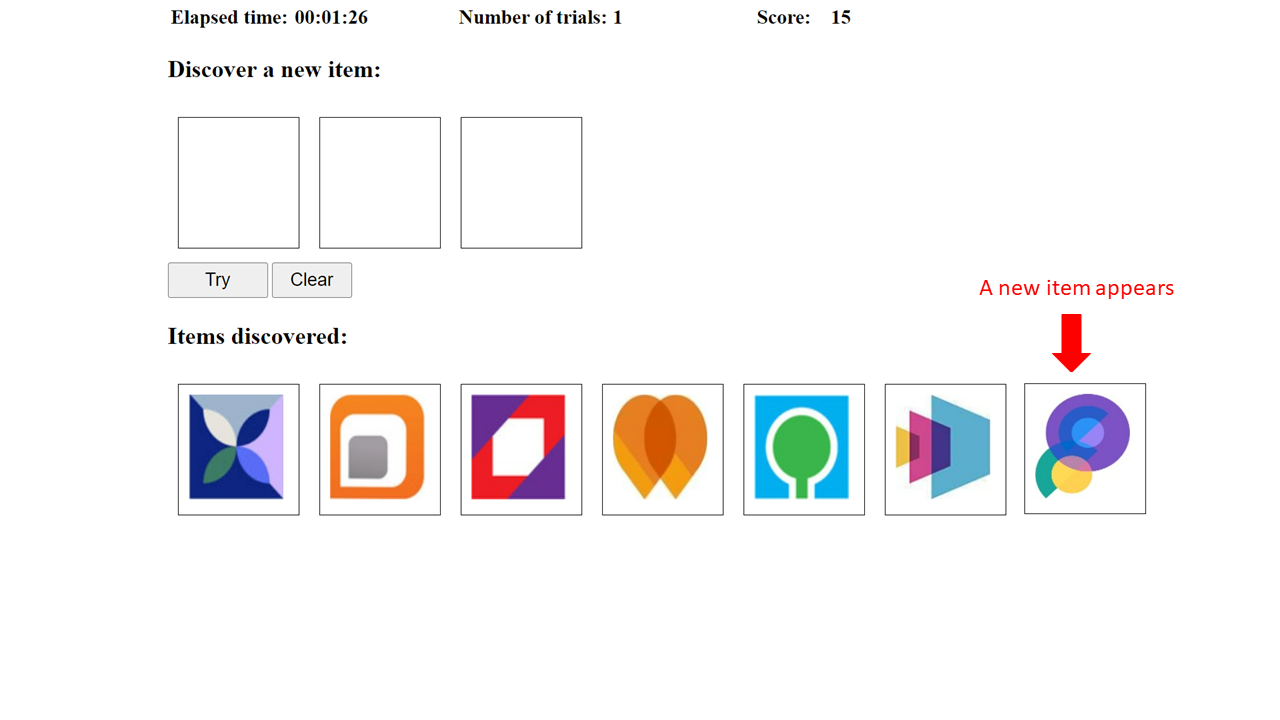 Elapsed time: 00:01:26 Number of trials: 1 Score: 15
Discover a new item:
Try Clear
A new item appears
Items discovered: